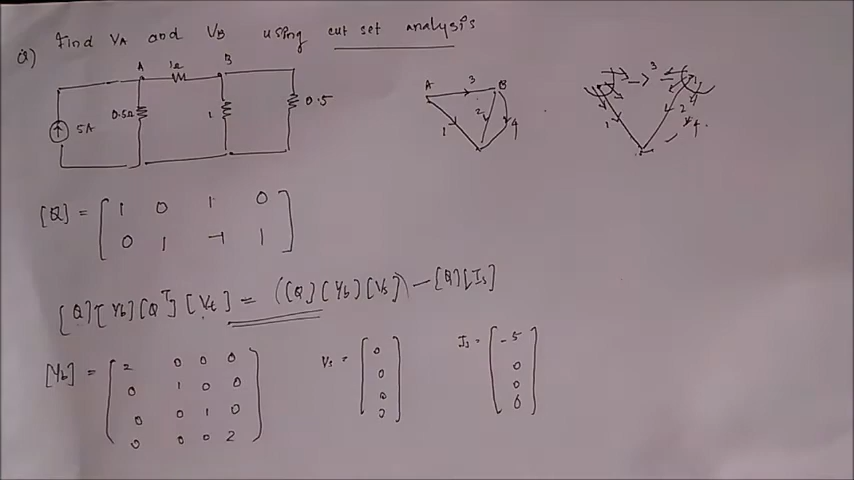 Q) Find VA and VB using cut set analysis
A 1Ω B
5A 0.5Ω 1 0.5
A 3 B
1 2 4
3
1 2 4
[Q] = [ 1 0 1 0
0 1 -1 1 ]
[Q][Yb][Q^T][Vt] = ([Q][Yb][Vs]) - [Q][Is]
[Yb] = [ 2 0 0 0
0 1 0 0
0 0 1 0
0 0 0 2 ]
Vs = [ 0
0
0
0 ]
Is = [ -5
0
0
0 ]